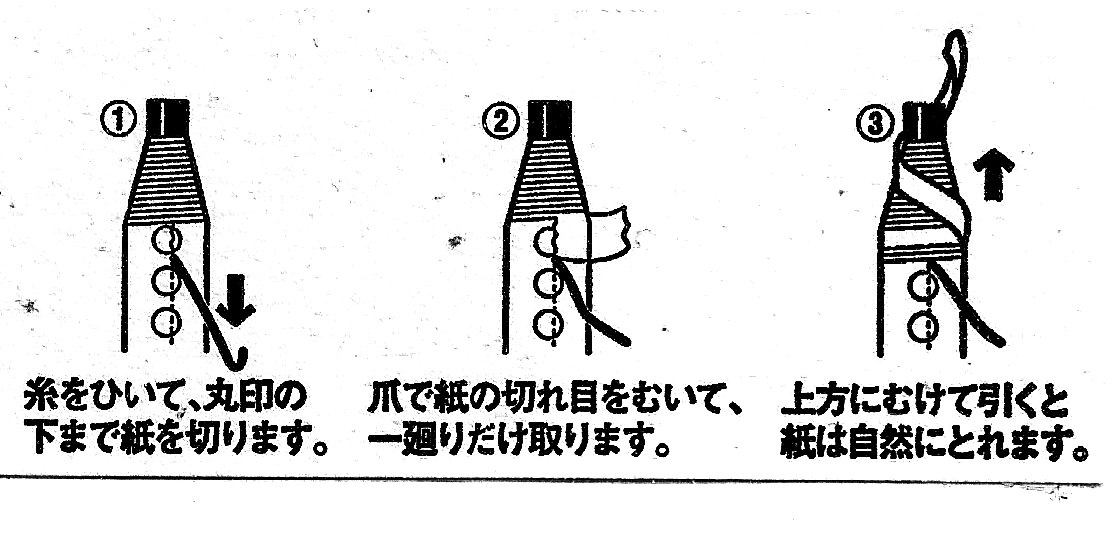 ①
糸をひいて、丸印の
下まで紙を切ります。
②
爪で紙の切れ目をむいて、
一廻りだけ取ります。
③
上方にむけて引くと
紙は自然にとれます。